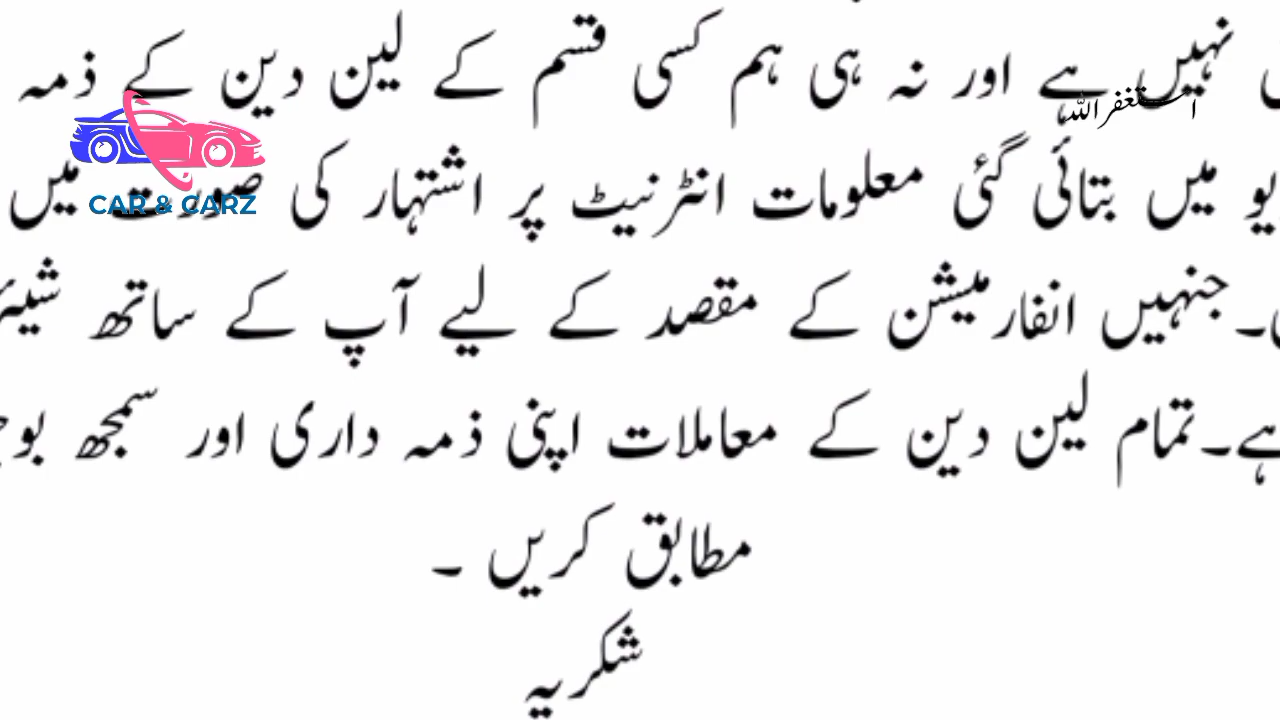 نہیں ہے اور نہ ہی ہم کسی قسم کے لین دین کے ذمہ
استغفراللہ
میں بتائی گئی معلومات انٹرنیٹ پر اشتہار کی صورت میں
CAR & CARZ
جنہیں انفارمیشن کے مقصد کے لیے آپ کے ساتھ
ہے۔تمام لین دین کے معاملات اپنی ذمہ داری اور سمجھ
مطابق کریں ۔
شکریہ